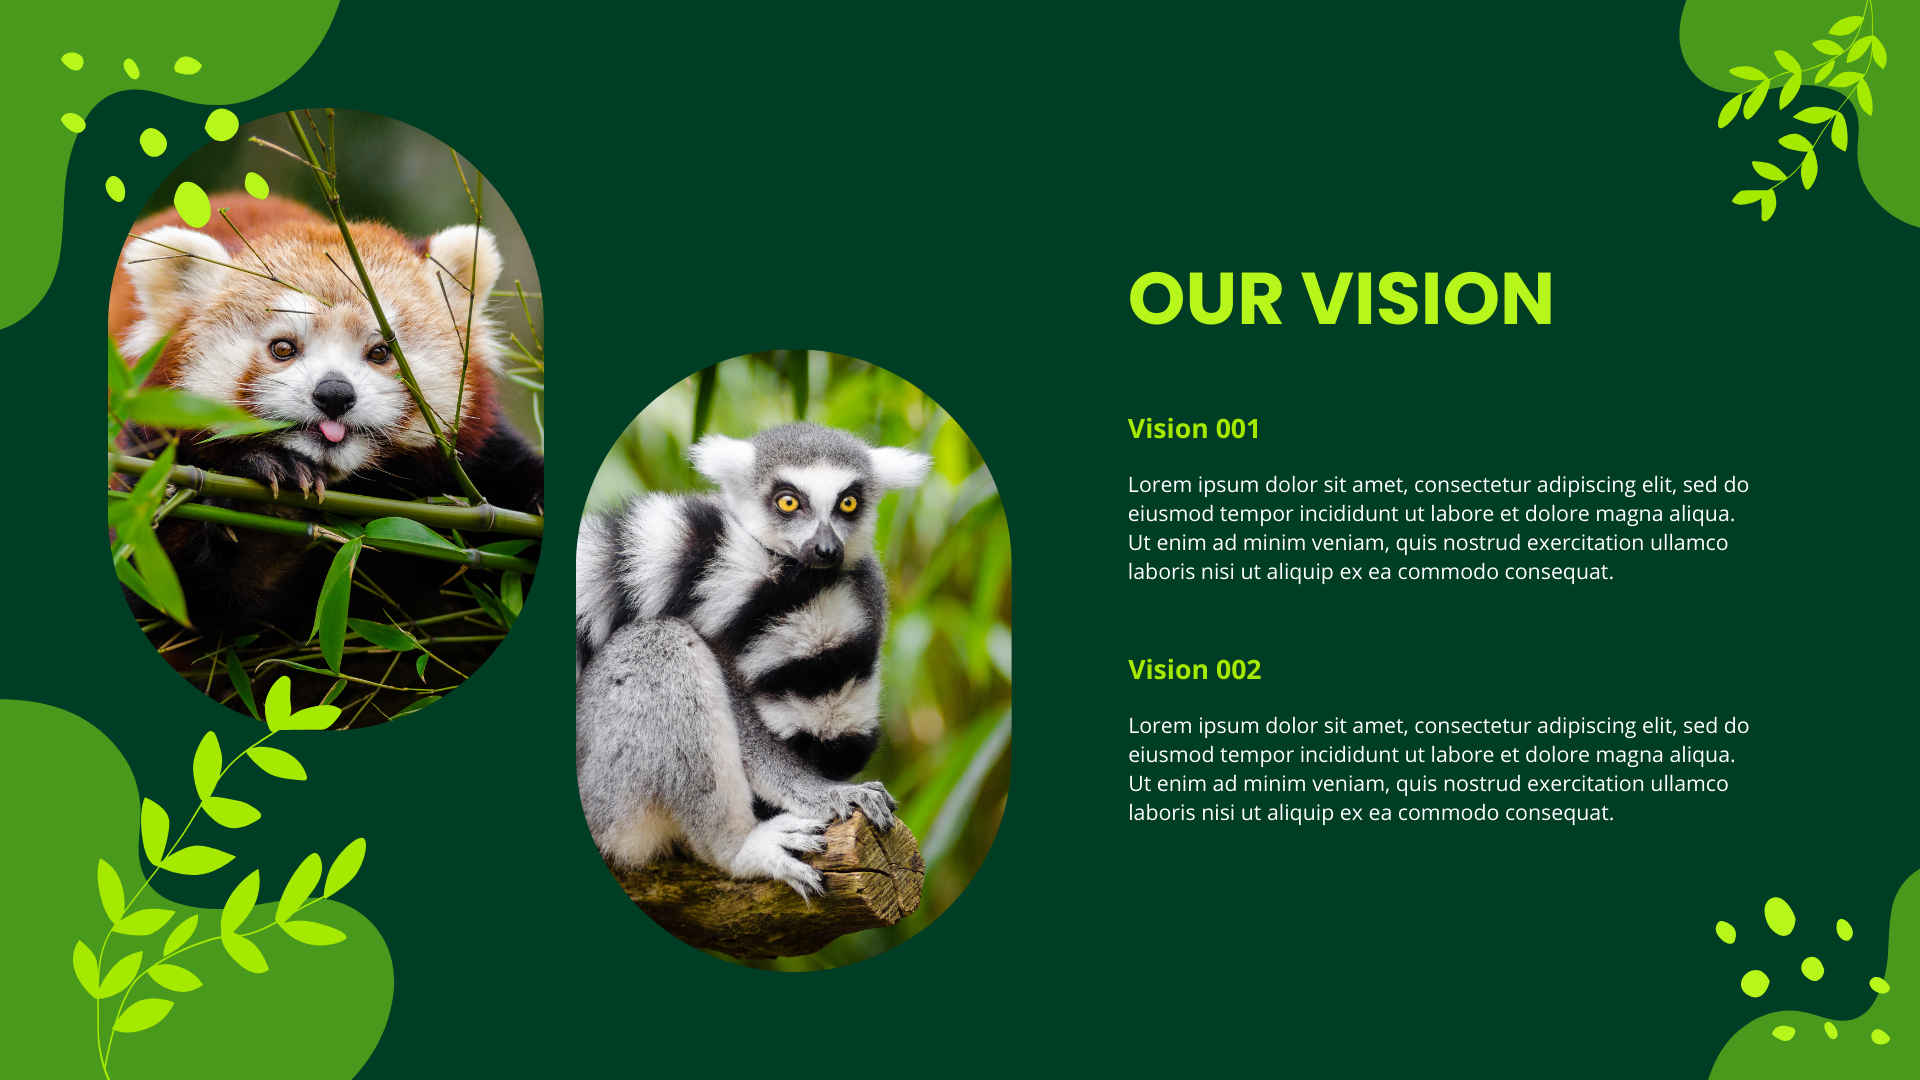 OUR VISION
Vision 001
Lorem ipsum dolor sit amet, consectetur adipiscing elit, sed do
eiusmod tempor incididunt ut labore et dolore magna aliqua.
Ut enim ad minim veniam, quis nostrud exercitation ullamco
laboris nisi ut aliquip ex ea commodo consequat.
Vision 002
Lorem ipsum dolor sit amet, consectetur adipiscing elit, sed do
eiusmod tempor incididunt ut labore et dolore magna aliqua.
Ut enim ad minim veniam, quis nostrud exercitation ullamco
laboris nisi ut aliquip ex ea commodo consequat.